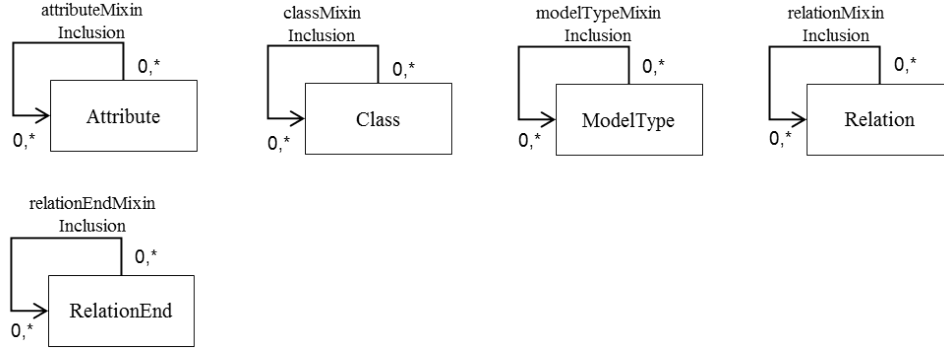 attributeMixin
Inclusion
0,*
Attribute
0,*
classMixin
Inclusion
0,*
Class
0,*
modelTypeMixin
Inclusion
0,*
ModelType
0,*
relationMixin
Inclusion
0,*
Relation
0,*
relationEndMixin
Inclusion
0,*
RelationEnd
0,*